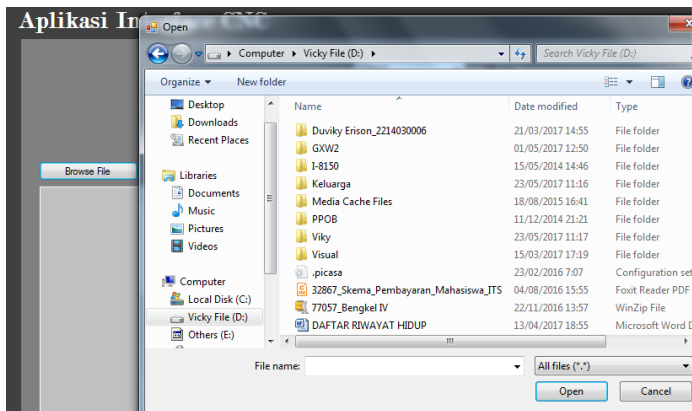 Aplikasi Interface CNC
Open
Computer Vicky File (D:)
Search Vicky File (D:)
Organize New folder
Browse File
Desktop
Downloads
Recent Places
Libraries
Documents
Music
Pictures
Videos
Computer
Local Disk (C:)
Vicky File (D:)
Others (E:)
Name Date modified Type
Duviky Erison_2214030006 21/03/2017 14:55 File folder
GXW2 01/05/2017 12:50 File folder
I-8150 15/05/2014 14:46 File folder
Keluarga 23/05/2017 11:16 File folder
Media Cache Files 18/08/2015 16:41 File folder
PPOB 11/12/2014 21:21 File folder
Viky 23/05/2017 11:17 File folder
Visual 15/03/2017 17:19 File folder
.picasa 23/02/2016 7:07 Configuration set
32867_Skema_Pembayaran_Mahasiswa_ITS 04/08/2016 15:55 Foxit Reader PDF
77057_Bengkel IV 22/11/2016 13:57 WinZip File
DAFTAR RIWAYAT HIDUP 13/04/2017 18:55 Microsoft Word D
File name: All files (*.*)
Open Cancel